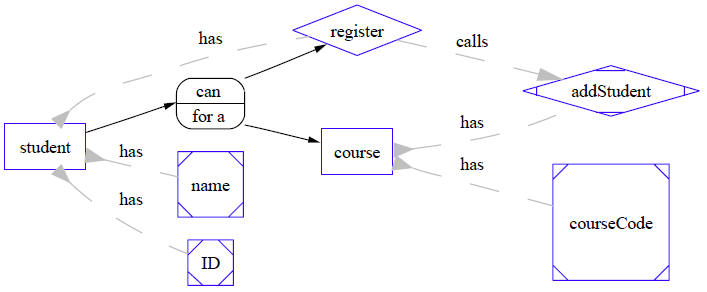 has
register
calls
can
for a
addStudent
has
student
has
course
has
name
has
courseCode
ID